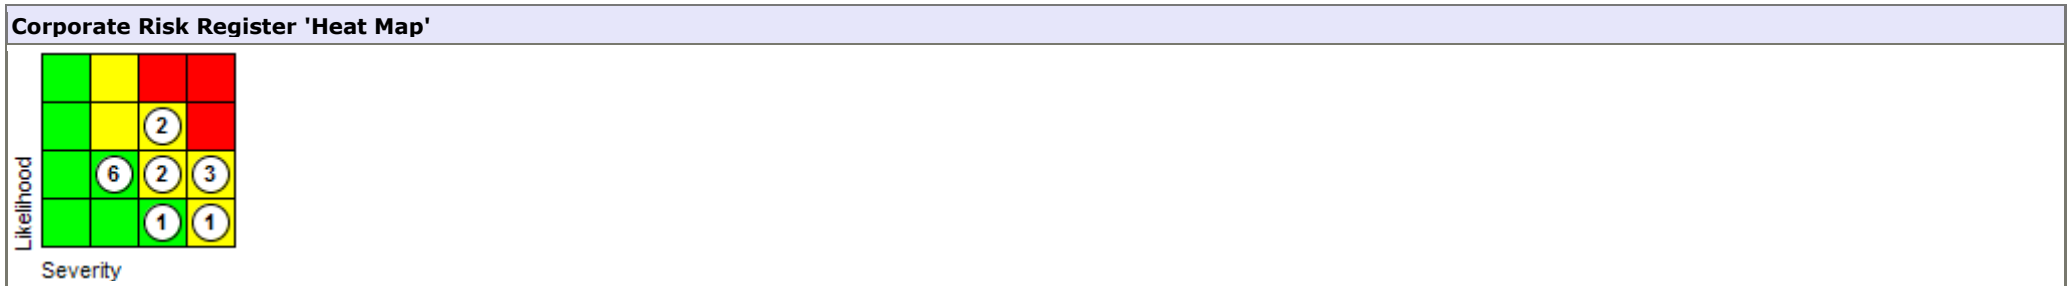 Corporate Risk Register 'Heat Map'
2
6 2 3
1 1
Likelihood
Severity